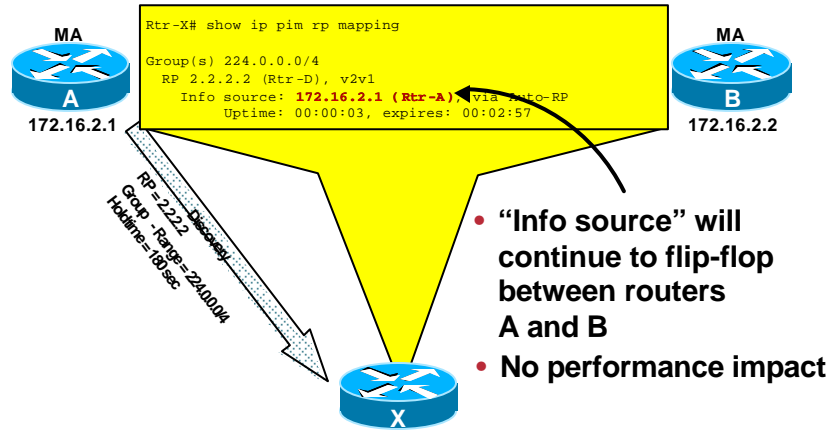 MA
A
172.16.2.1
Rtr-X# show ip pim rp mapping
Group(s) 224.0.0.0/4
RP 2.2.2.2 (Rtr-D), v2v1
Info source: 172.16.2.1 (Rtr-A), via Auto-RP
Uptime: 00:00:03, expires: 00:02:57
MA
B
172.16.2.2
Discovery
RP = 2.2.2.2
Group - Range = 224.0.0.0/4
Holdtime = 180 sec
• “Info source” will
continue to flip-flop
between routers
A and B
• No performance impact
X